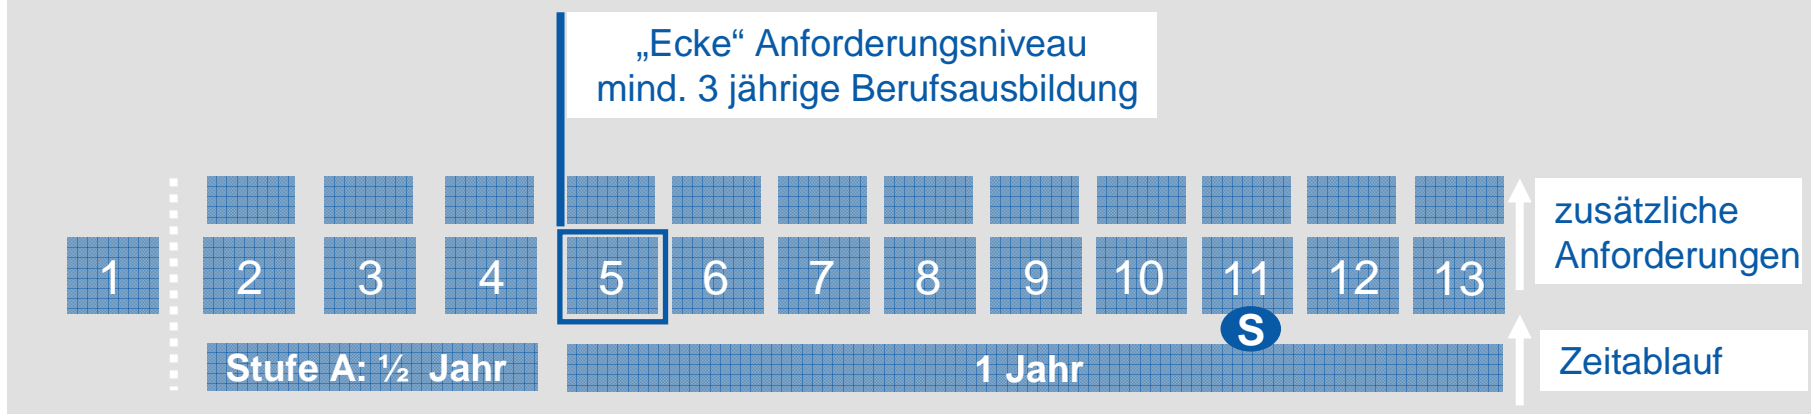 „Ecke“ Anforderungsniveau
mind. 3 jährige Berufsausbildung
1 2 3 4 5 6 7 8 9 10 11 12 13
zusätzliche
Anforderungen
S
Stufe A: ½ Jahr
1 Jahr
Zeitablauf